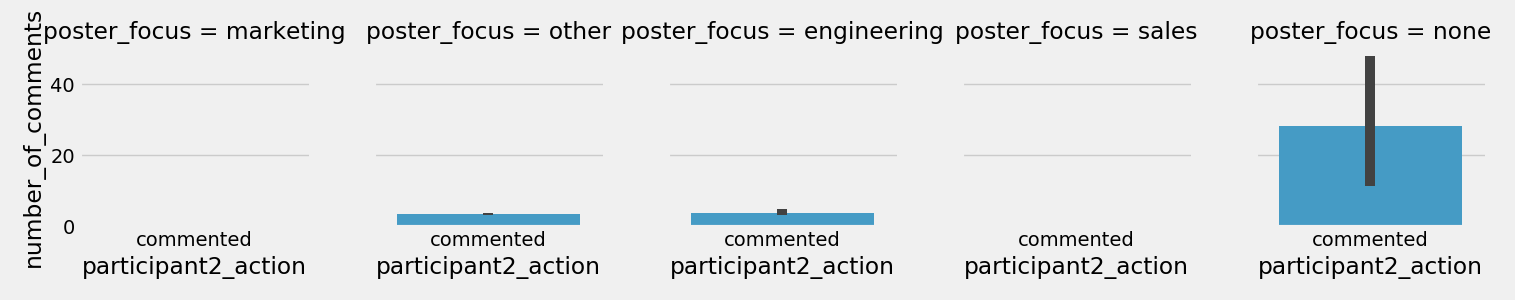 poster_focus = marketing poster_focus = other poster_focus = engineering poster_focus = sales poster_focus = none
number_of_comments
40
20
0
commented commented commented commented commented
participant2_action participant2_action participant2_action participant2_action participant2_action